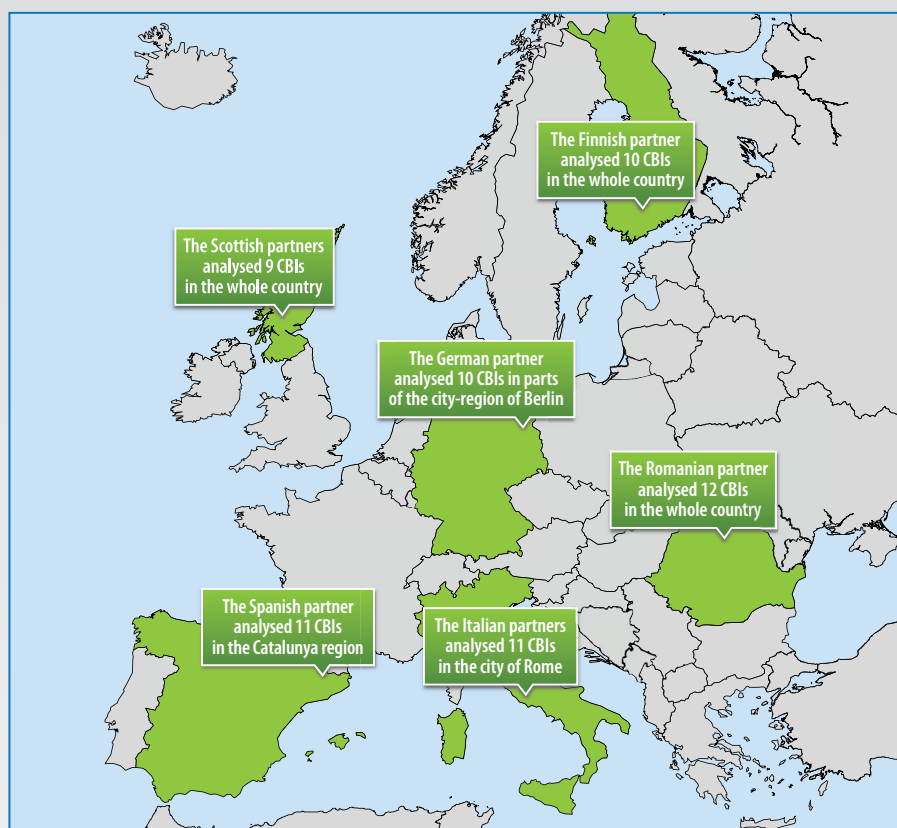 The Finnish partner
analysed 10 CBIs
in the whole country
The Scottish partners
analysed 9 CBIs
in the whole country
The German partner
analysed 10 CBIs in parts
of the city-region of Berlin
The Romanian partner
analysed 12 CBIs
in the whole country
The Spanish partner
analysed 11 CBIs
in the Catalunya region
The Italian partners
analysed 11 CBIs
in the city of Rome